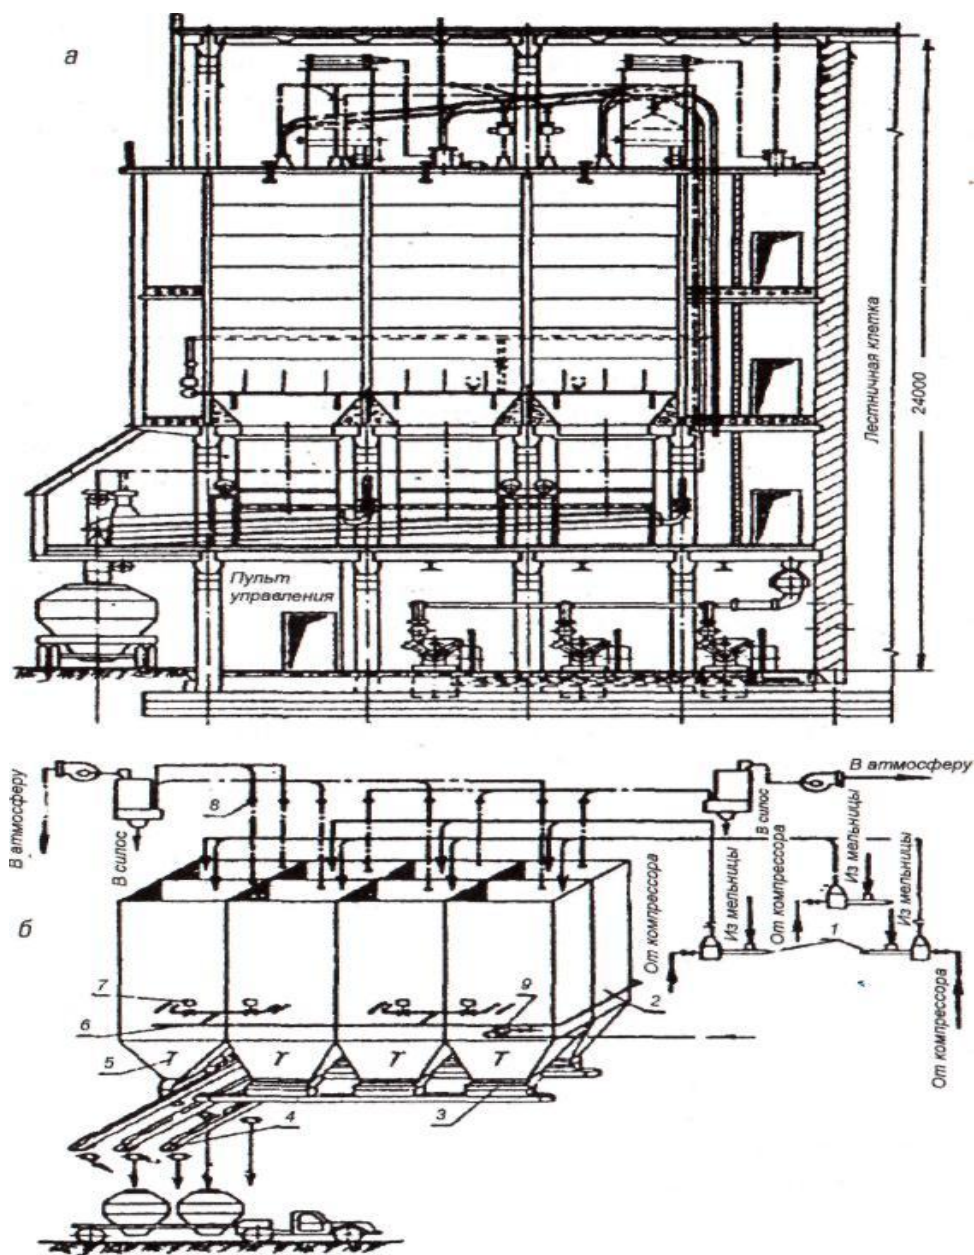 а
Лестничная клетка
24000
Пульт
управления
В атмосферу
В силос
8
В силос
В атмосферу
б
От компрессора
Из мельницы
От компрессора
Из мельницы
Из мельницы
1
От компрессора
7
9
2
6
5
3
4